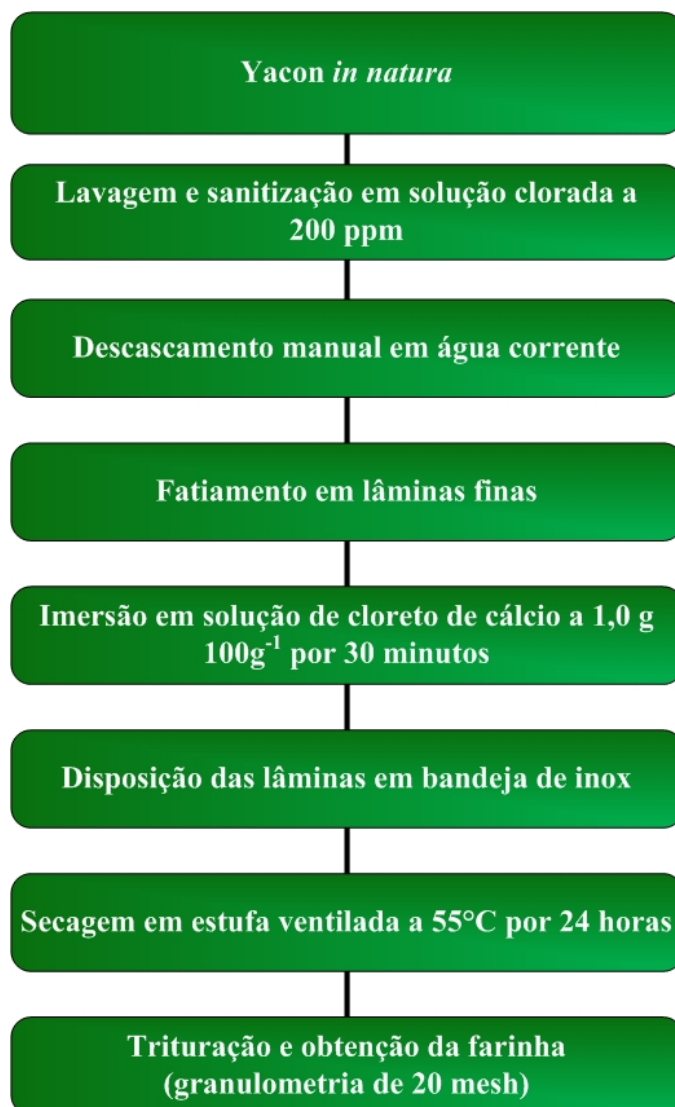 Yacon in natura
Lavagem e sanitização em solução clorada a
200 ppm
Descascamento manual em água corrente
Fatiamento em lâminas finas
Imersão em solução de cloreto de cálcio a 1,0 g
100g⁻¹ por 30 minutos
Disposição das lâminas em bandeja de inox
Secagem em estufa ventilada a 55°C por 24 horas
Trituração e obtenção da farinha
(granulometria de 20 mesh)